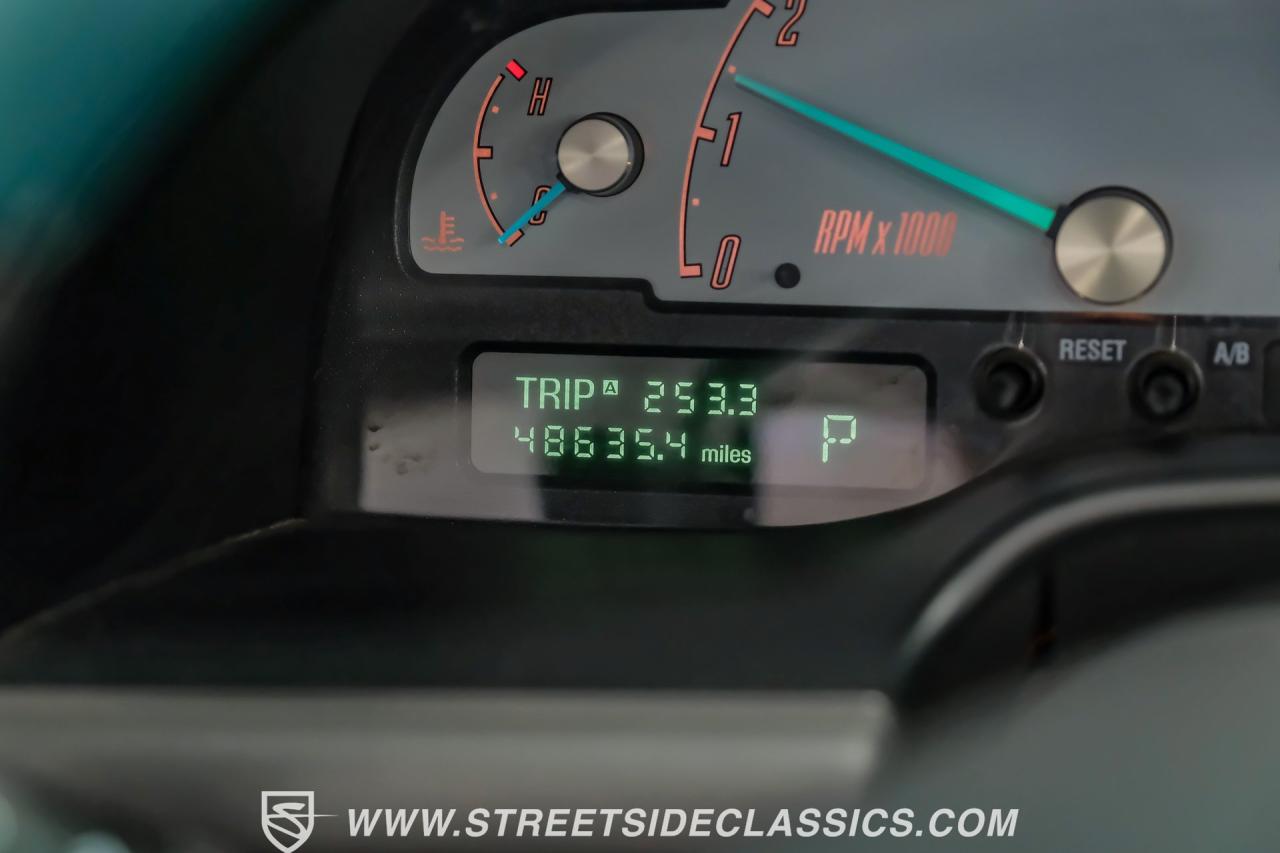 2
H
1
C
RPM x 1000
0
RESET A/B
TRIP A 253.3
48635.4 miles P
WWW.STREETSIDECLASSICS.COM